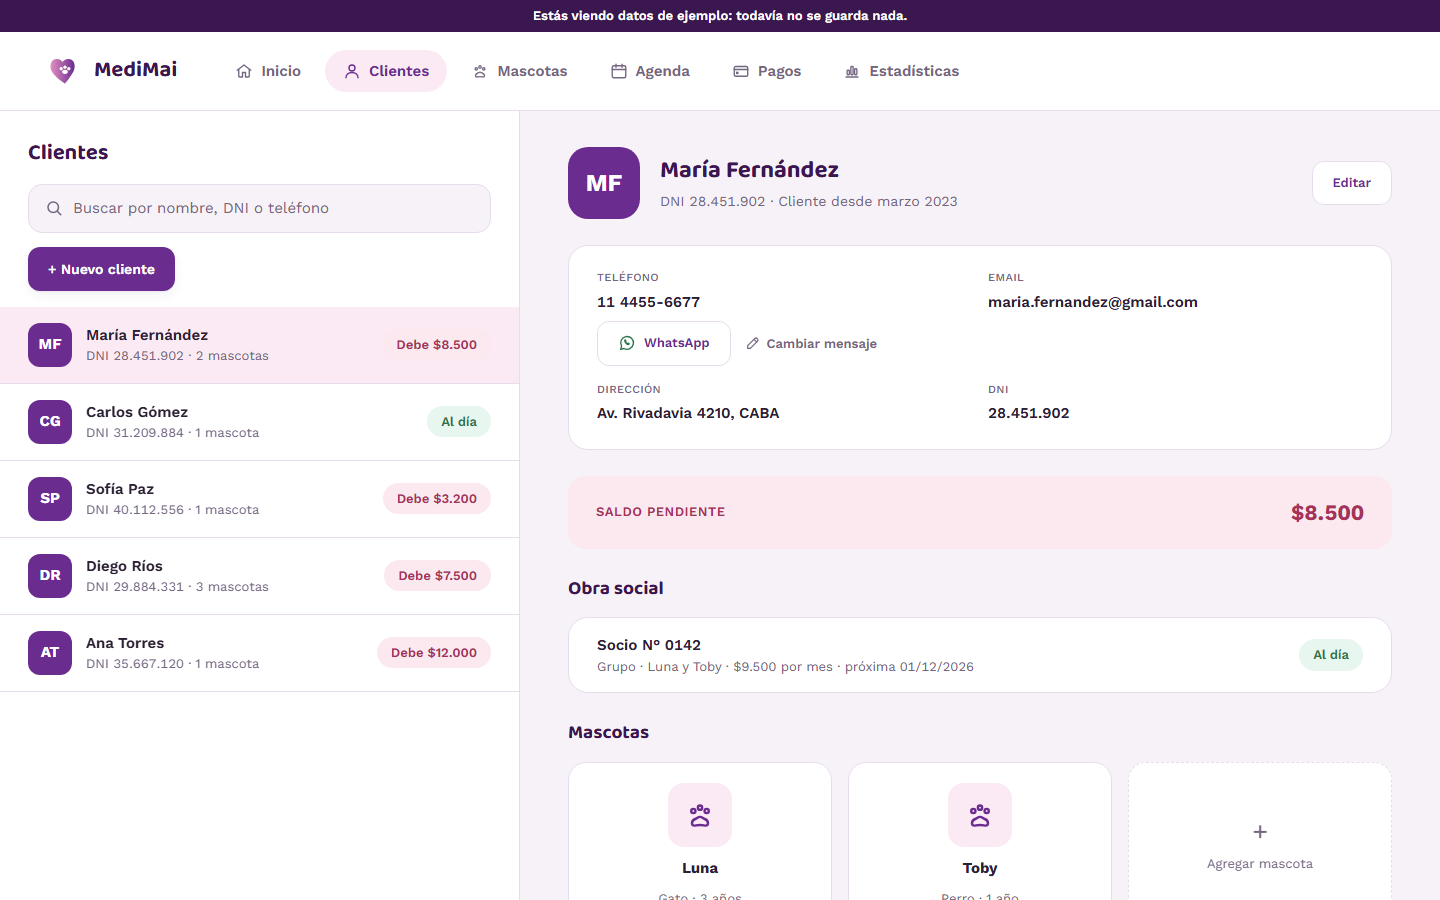 Estás viendo datos de ejemplo: todavía no se guarda nada.
MediMai
Inicio
Clientes
Mascotas
Agenda
Pagos
Estadísticas
Clientes
Buscar por nombre, DNI o teléfono
+ Nuevo cliente
MF
María Fernández
DNI 28.451.902 · 2 mascotas
Debe $8.500
CG
Carlos Gómez
DNI 31.209.884 · 1 mascota
Al día
SP
Sofía Paz
DNI 40.112.556 · 1 mascota
Debe $3.200
DR
Diego Ríos
DNI 29.884.331 · 3 mascotas
Debe $7.500
AT
Ana Torres
DNI 35.667.120 · 1 mascota
Debe $12.000
MF
María Fernández
DNI 28.451.902 · Cliente desde marzo 2023
Editar
TELÉFONO
11 4455-6677
WhatsApp
Cambiar mensaje
EMAIL
maria.fernandez@gmail.com
DIRECCIÓN
Av. Rivadavia 4210, CABA
DNI
28.451.902
SALDO PENDIENTE
$8.500
Obra social
Socio Nº 0142
Grupo · Luna y Toby · $9.500 por mes · próxima 01/12/2026
Al día
Mascotas
Luna
Gato · 3 años
Toby
Perro · 1 año
+
Agregar mascota